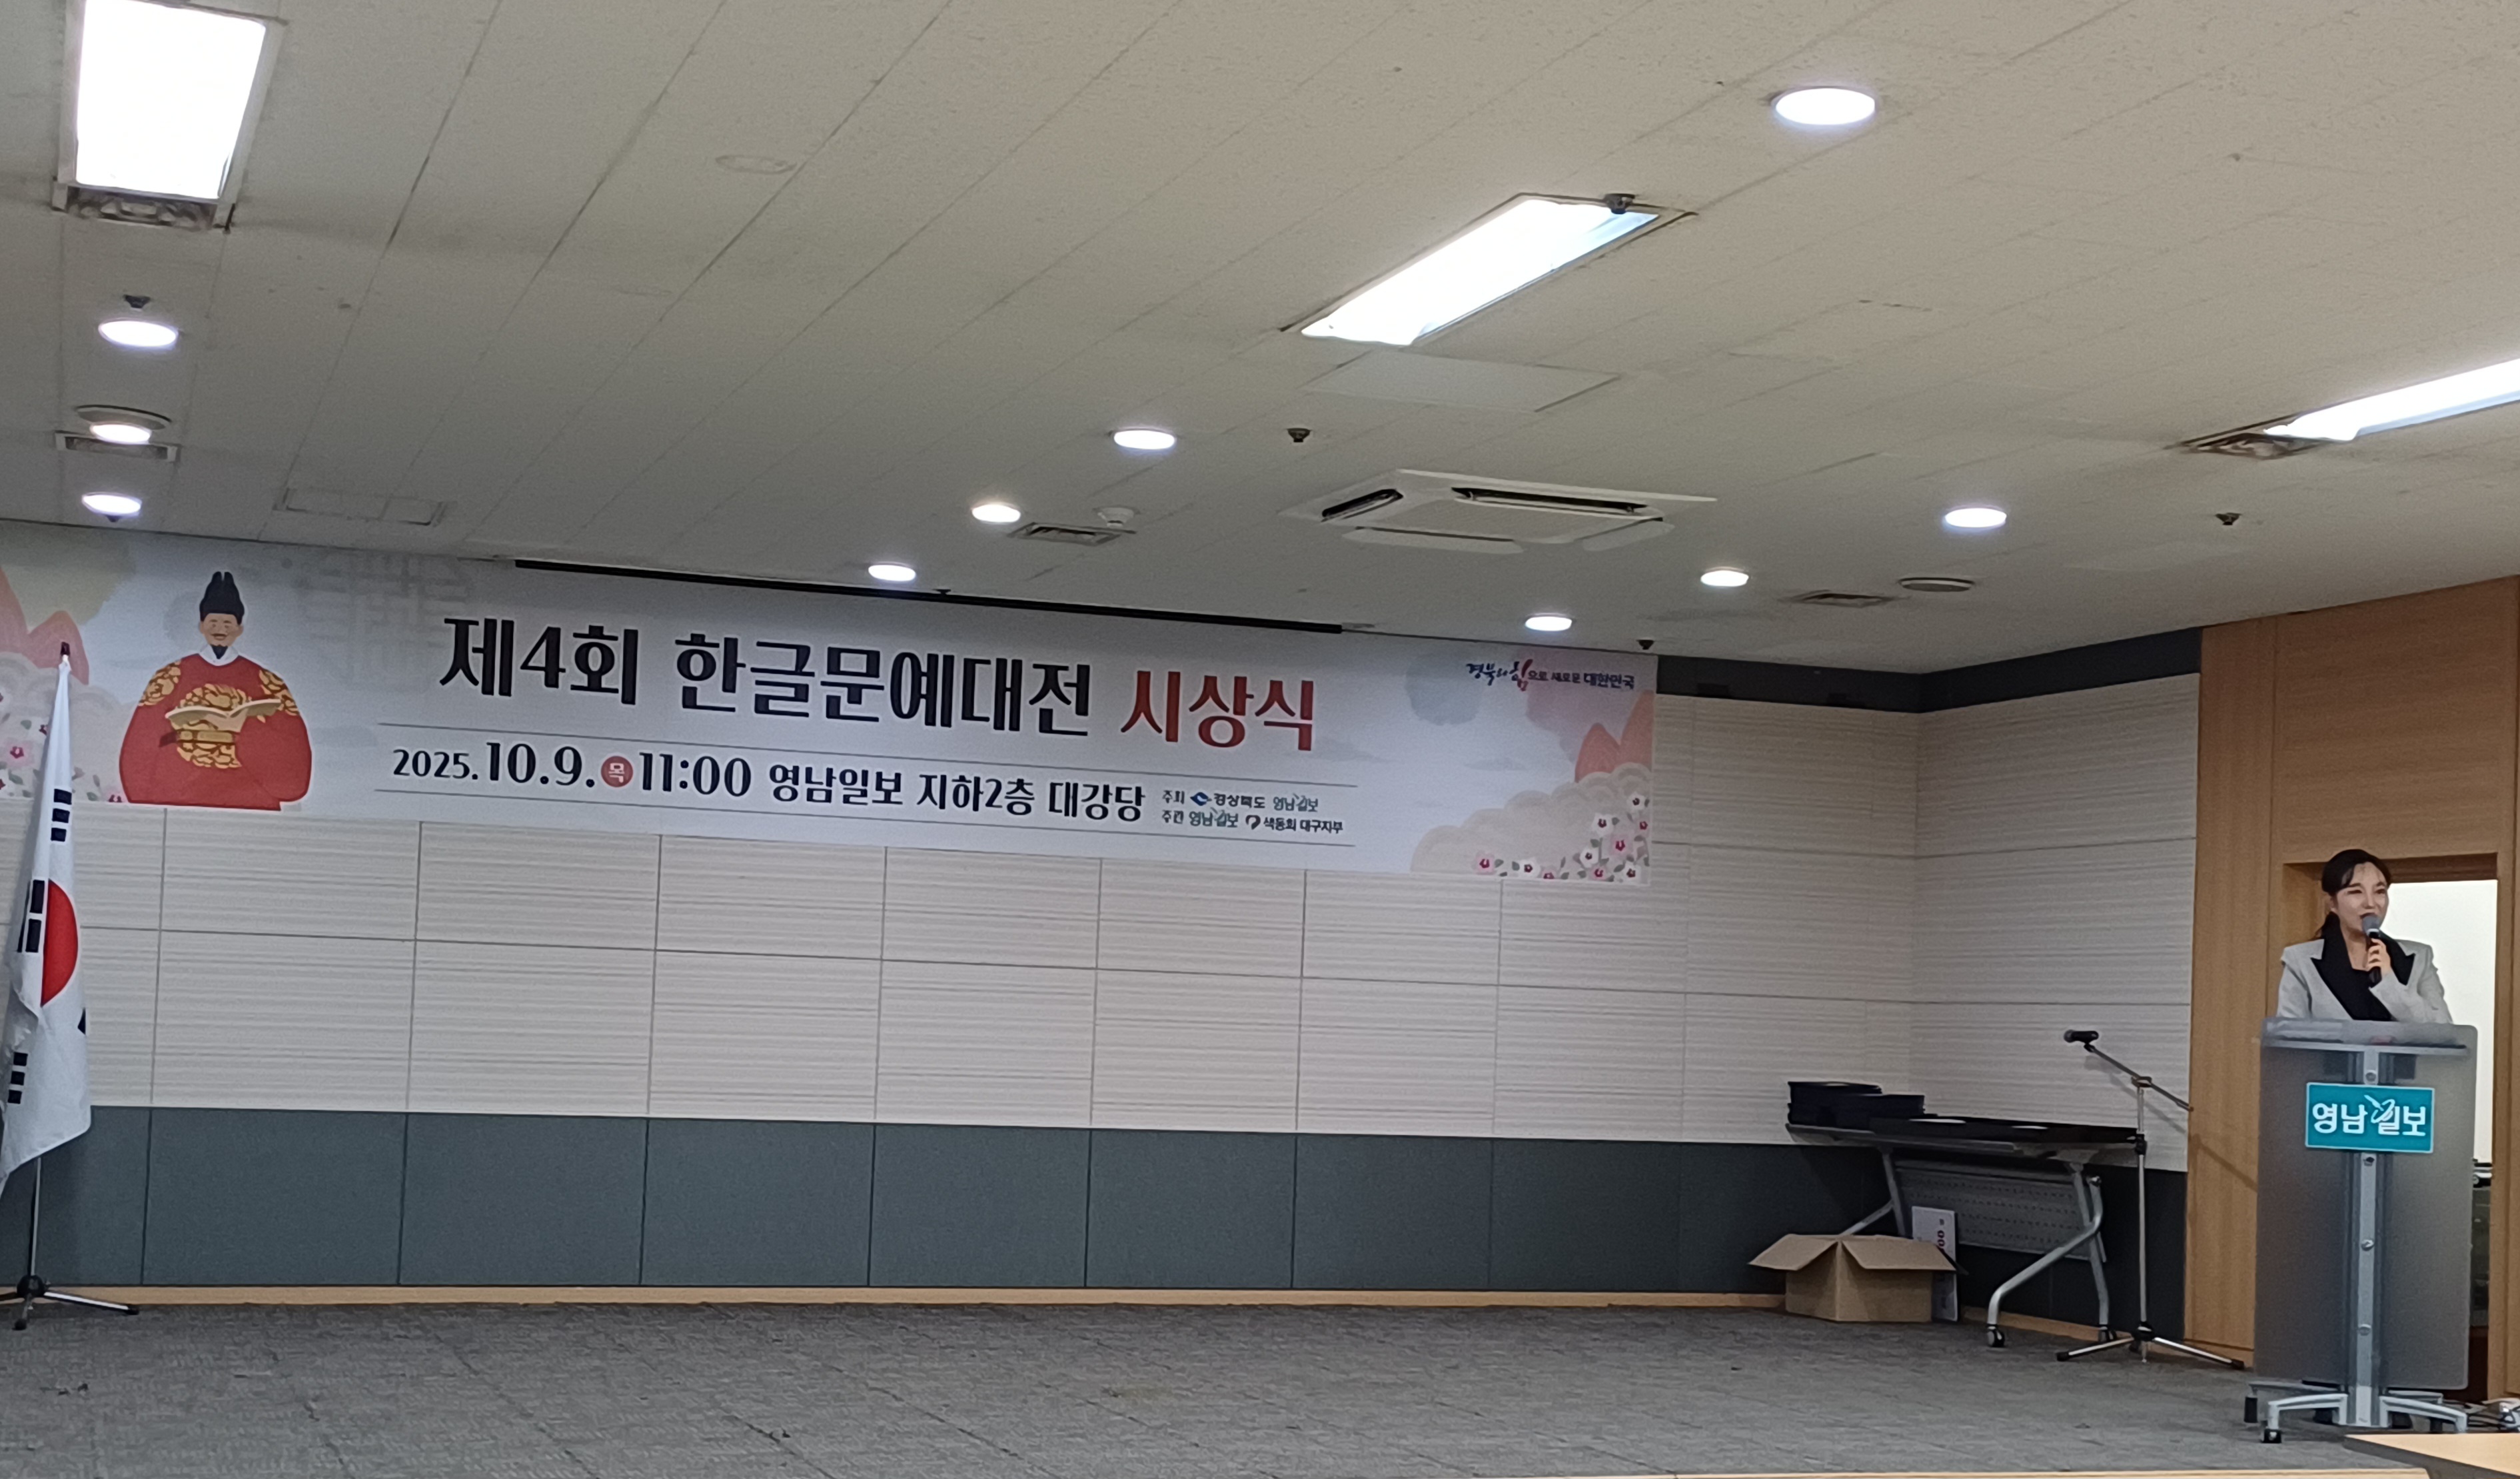 제4회 한글문예대전 시상식
경북의 힘으로 새로운 대한민국
2025. 10. 9. 목 11:00 영남일보 지하2층 대강당
주최 경상북도 영남일보
주관 영남일보 색동회 대구지부
영남일보